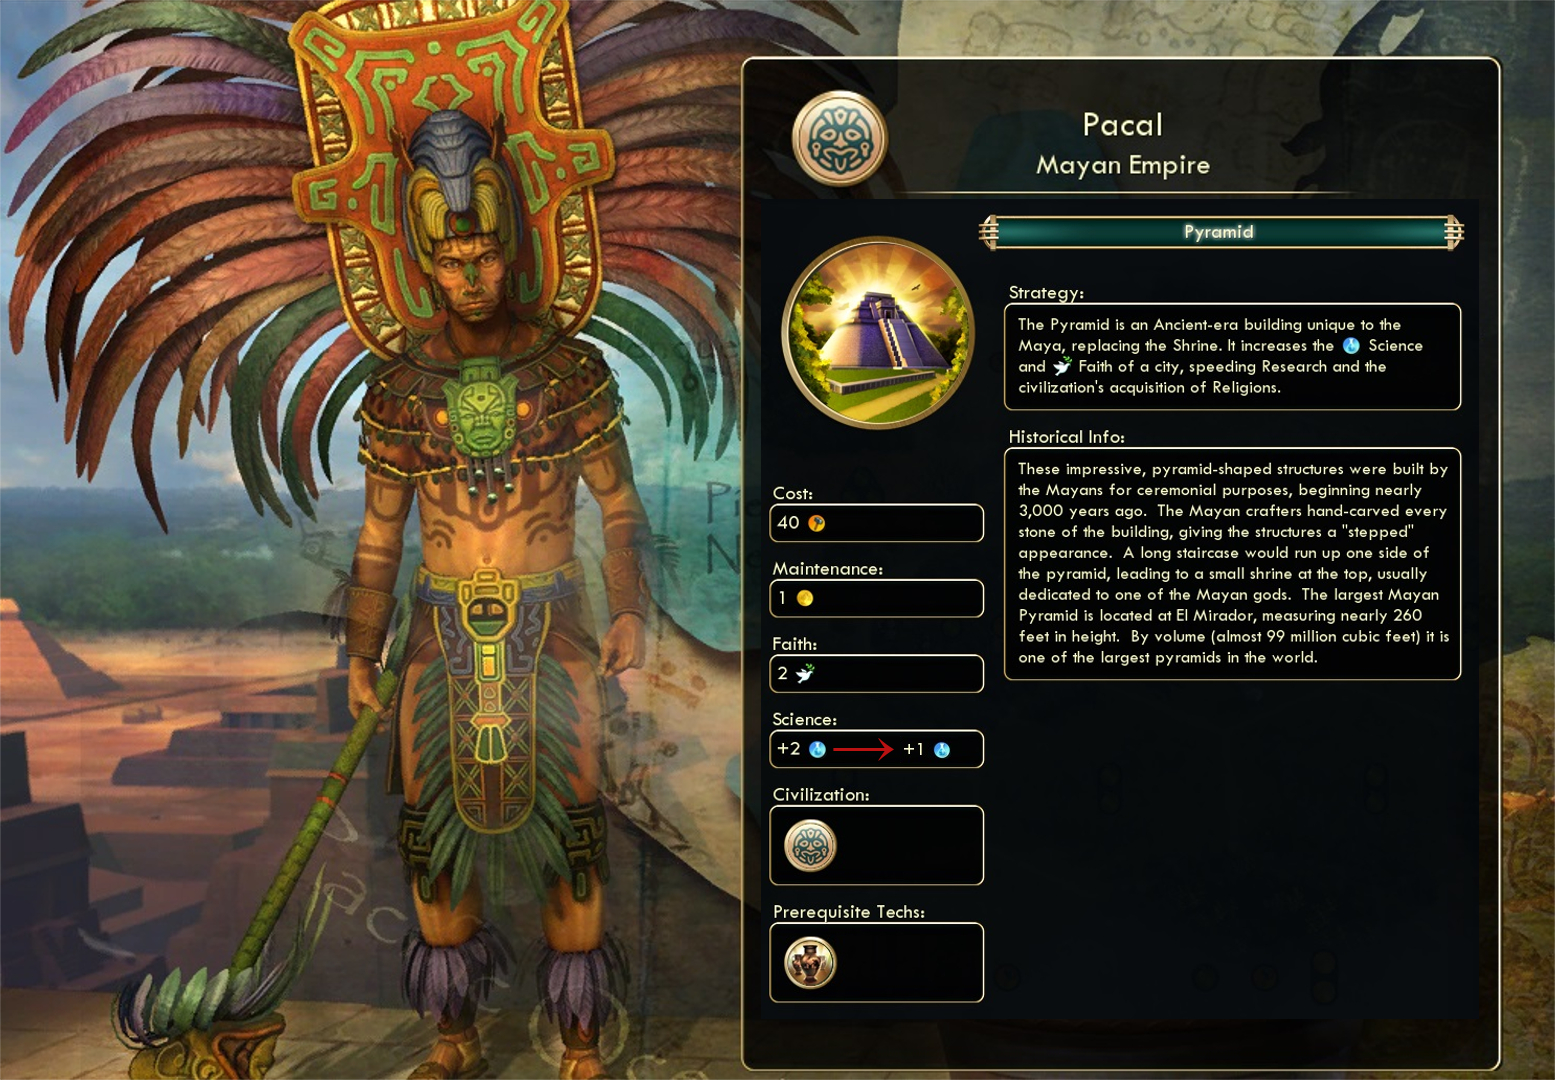 Pacal
Mayan Empire
Pyramid
Strategy:
The Pyramid is an Ancient-era building unique to the
Maya, replacing the Shrine. It increases the Science
and Faith of a city, speeding Research and the
civilization's acquisition of Religions.
Historical Info:
These impressive, pyramid-shaped structures were built by
the Mayans for ceremonial purposes, beginning nearly
3,000 years ago. The Mayan crafters hand-carved every
stone of the building, giving the structures a "stepped"
appearance. A long staircase would run up one side of
the pyramid, leading to a small shrine at the top, usually
dedicated to one of the Mayan gods. The largest Mayan
Pyramid is located at El Mirador, measuring nearly 260
feet in height. By volume (almost 99 million cubic feet) it is
one of the largest pyramids in the world.
Cost:
40
Maintenance:
1
Faith:
2
Science:
+2 +1
Civilization:
Prerequisite Techs: